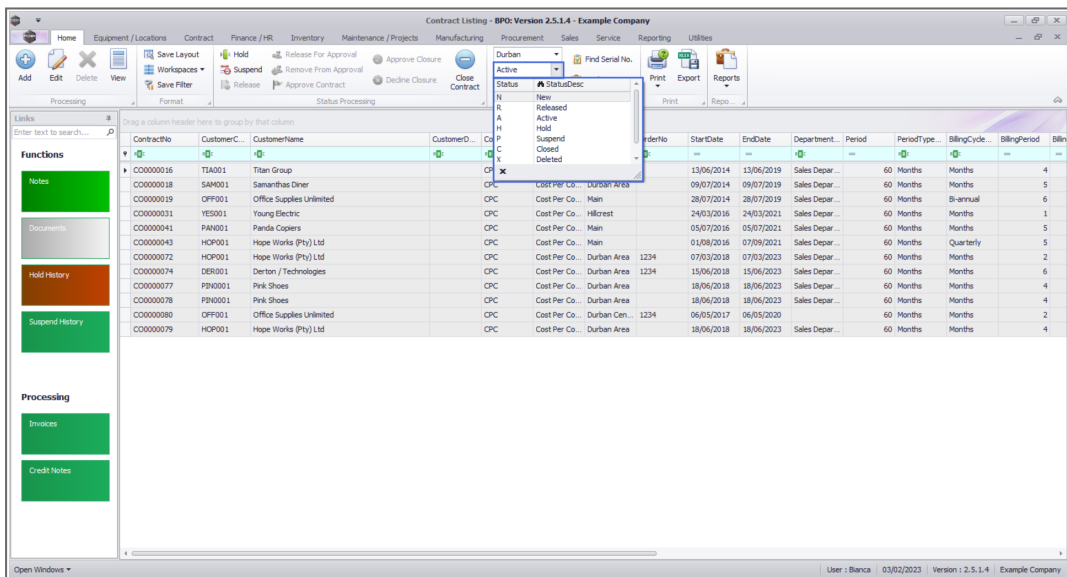 Contract Listing - BPO: Version 2.5.1.4 - Example Company
Home Equipment / Locations Contract Finance / HR Inventory Maintenance / Projects Manufacturing Procurement Sales Service Reporting Utilities
Add Edit Delete View
Processing
Save Layout
Workspaces
Save Filter
Format
Hold
Suspend
Release
Release For Approval
Remove From Approval
Approve Contract
Approve Closure
Decline Closure
Close Contract
Status Processing
Durban
Active
Find Serial No.
Print Export
Print
Reports
Repo...
Status StatusDesc
N New
R Released
A Active
H Hold
P Suspend
C Closed
X Deleted
Links
Enter text to search...
Functions
Notes
Documents
Hold History
Suspend History
Processing
Invoices
Credit Notes
Drag a column header here to group by that column
ContractNo CustomerC... CustomerName CustomerD... Co rderNo StartDate EndDate Department... Period PeriodType... BillingCycle... BillingPeriod Billin
CO0000016 TIA001 Titan Group CP 13/06/2014 13/06/2019 Sales Depar... 60 Months Months 4
CO0000018 SAM001 Samanthas Diner CPC Cost Per Co... Durban Area 09/07/2014 09/07/2019 Sales Depar... 60 Months Months 5
CO0000019 OFF001 Office Supplies Unlimited CPC Cost Per Co... Main 28/07/2014 28/07/2019 Sales Depar... 60 Months Bi-annual 6
CO0000031 YES001 Young Electric CPC Cost Per Co... Hillcrest 24/03/2016 24/03/2021 Sales Depar... 60 Months Months 1
CO0000041 PAN001 Panda Copiers CPC Cost Per Co... Main 05/07/2016 05/07/2021 Sales Depar... 60 Months Months 5
CO0000043 HOP001 Hope Works (Pty) Ltd CPC Cost Per Co... Main 01/08/2016 07/09/2021 Sales Depar... 60 Months Quarterly 5
CO0000072 HOP001 Hope Works (Pty) Ltd CPC Cost Per Co... Durban Area 1234 07/03/2018 07/03/2023 Sales Depar... 60 Months Months 2
CO0000074 DER001 Derton / Technologies CPC Cost Per Co... Durban Area 1234 15/06/2018 15/06/2023 Sales Depar... 60 Months Months 6
CO0000077 PIN0001 Pink Shoes CPC Cost Per Co... Durban Area 18/06/2018 18/06/2023 Sales Depar... 60 Months Months 4
CO0000078 PIN0001 Pink Shoes CPC Cost Per Co... Durban Area 18/06/2018 18/06/2023 Sales Depar... 60 Months Months 4
CO0000080 OFF001 Office Supplies Unlimited CPC Cost Per Co... Durban Cen... 1234 06/05/2017 06/05/2020 60 Months Months 2
CO0000079 HOP001 Hope Works (Pty) Ltd CPC Cost Per Co... Durban Area 18/06/2018 18/06/2023 Sales Depar... 60 Months Months 4
Open Windows User : Bianca 03/02/2023 Version : 2.5.1.4 Example Company